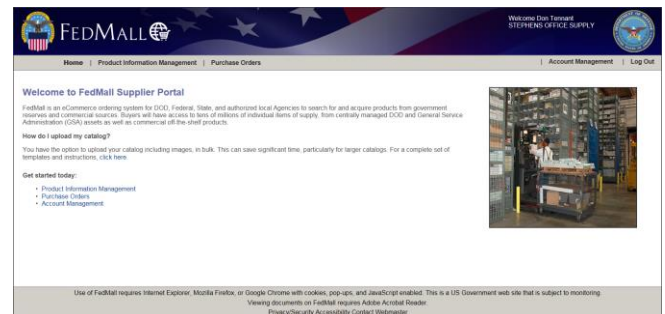 FEDMALL
Welcome Don Tennant
STEPHENS OFFICE SUPPLY
Home | Product Information Management | Purchase Orders | Account Management | Log Out
Welcome to FedMall Supplier Portal
FedMall is an eCommerce ordering system for DOD, Federal, State, and authorized local Agencies to search for and acquire products from government
reserves and commercial sources. Buyers will have access to tens of millions of individual items of supply, from centrally managed DOD and General Service
Administration (GSA) assets as well as commercial off-the-shelf products.
How do I upload my catalog?
You have the option to upload your catalog including images, in bulk. This can save significant time, particularly for larger catalogs. For a complete set of
templates and instructions, click here.
Get started today:
• Product Information Management
• Purchase Orders
• Account Management
Use of FedMall requires Internet Explorer, Mozilla Firefox, or Google Chrome with cookies, pop-ups, and JavaScript enabled. This is a US Government web site that is subject to monitoring.
Viewing documents on FedMall requires Adobe Acrobat Reader.
Privacy/Security Accessibility Contact Webmaster